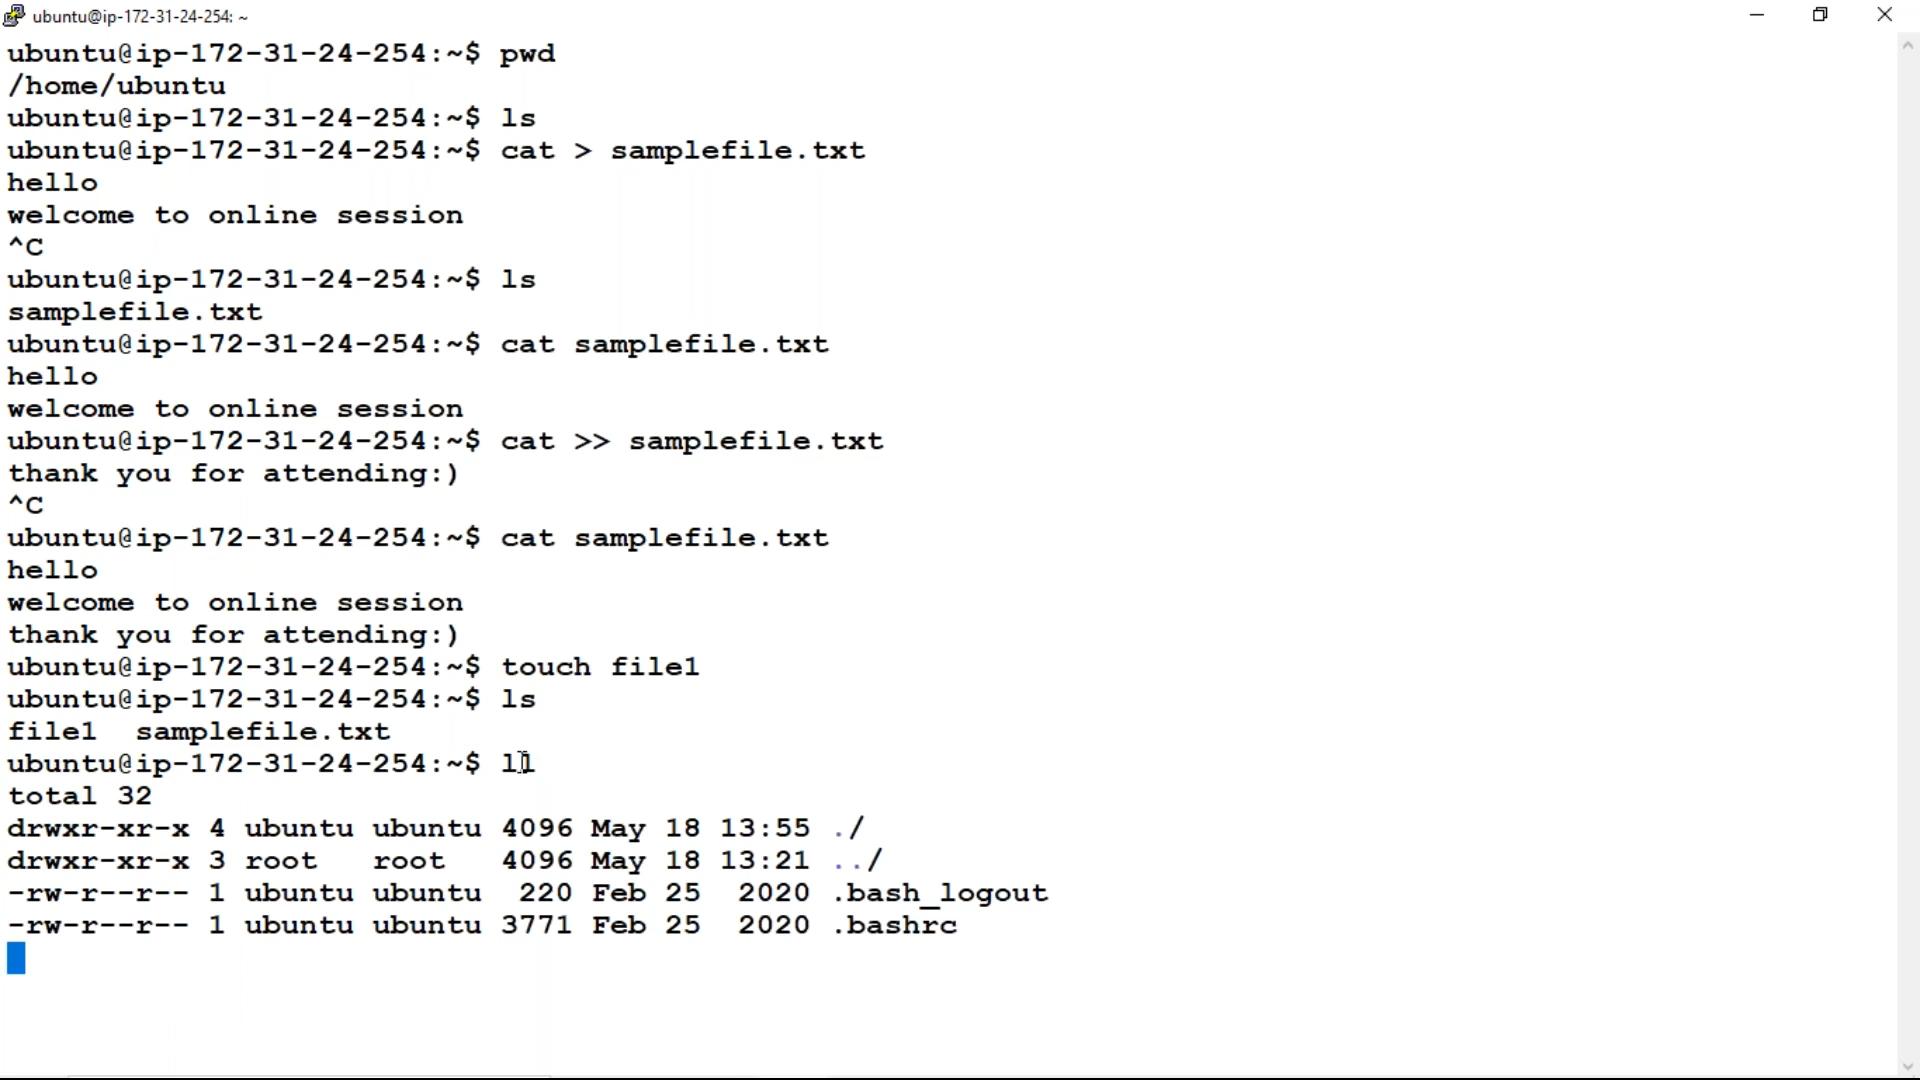 ubuntu@ip-172-31-24-254: ~
ubuntu@ip-172-31-24-254:~$ pwd
/home/ubuntu
ubuntu@ip-172-31-24-254:~$ ls
ubuntu@ip-172-31-24-254:~$ cat > samplefile.txt
hello
welcome to online session
^C
ubuntu@ip-172-31-24-254:~$ ls
samplefile.txt
ubuntu@ip-172-31-24-254:~$ cat samplefile.txt
hello
welcome to online session
ubuntu@ip-172-31-24-254:~$ cat >> samplefile.txt
thank you for attending:)
^C
ubuntu@ip-172-31-24-254:~$ cat samplefile.txt
hello
welcome to online session
thank you for attending:)
ubuntu@ip-172-31-24-254:~$ touch file1
ubuntu@ip-172-31-24-254:~$ ls
file1  samplefile.txt
ubuntu@ip-172-31-24-254:~$ ll
total 32
drwxr-xr-x 4 ubuntu ubuntu 4096 May 18 13:55 ./
drwxr-xr-x 3 root   root   4096 May 18 13:21 ../
-rw-r--r-- 1 ubuntu ubuntu  220 Feb 25  2020 .bash_logout
-rw-r--r-- 1 ubuntu ubuntu 3771 Feb 25  2020 .bashrc